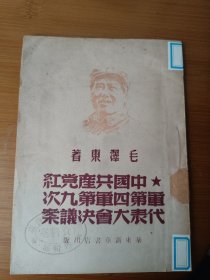 毛澤東著
★中國共產党紅
軍第四軍第九次
代表大會決議案
華東新華書店出版